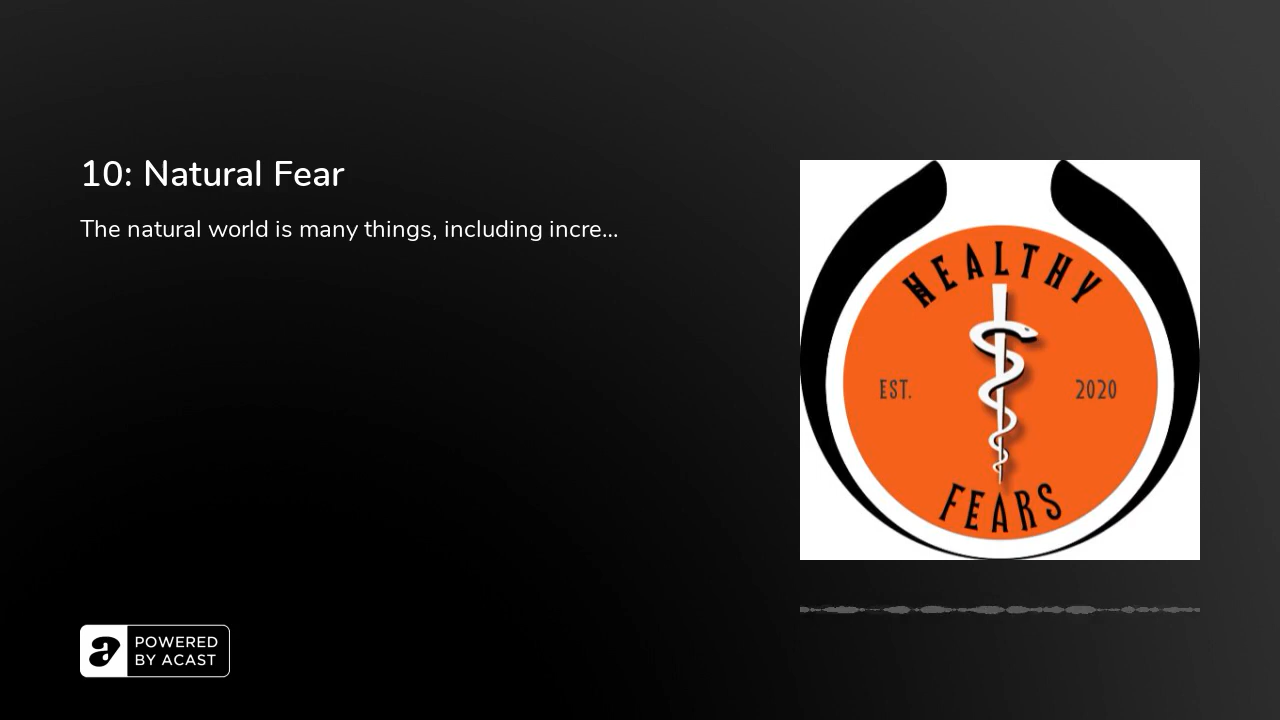 10: Natural Fear
The natural world is many things, including incre...
HEALTHY
EST. 2020
FEARS
a POWERED
BY ACAST